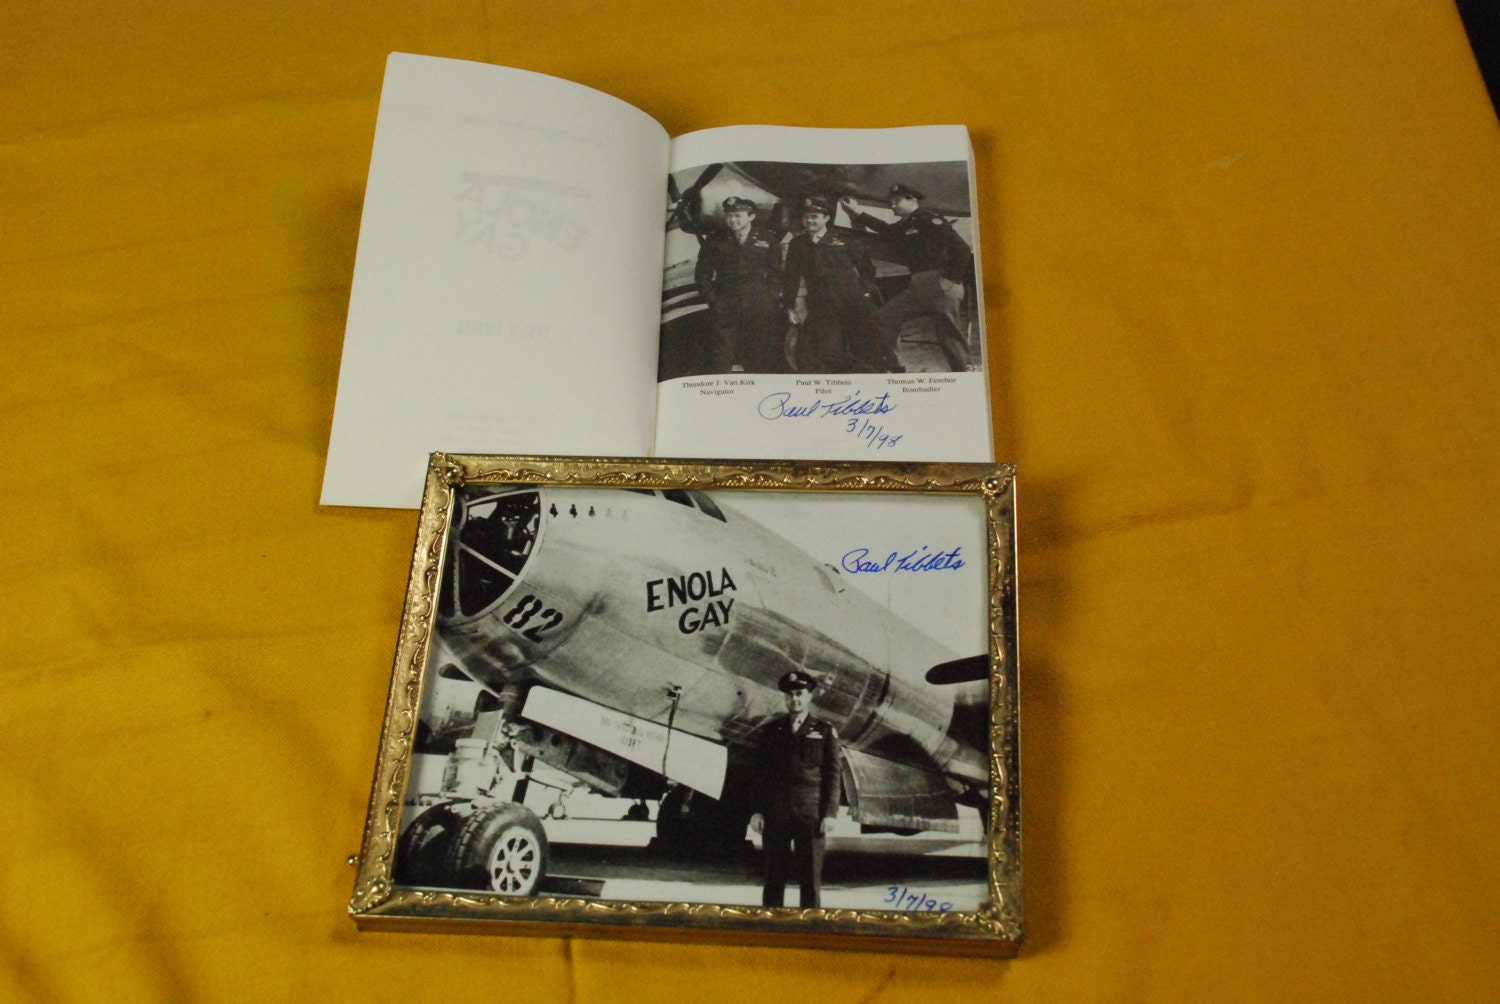 Theodore J. Van Kirk
Navigator
Paul W. Tibbets
Pilot
Thomas W. Ferebee
Bombadier
Paul Tibbets
3/7/98
Paul Tibbets
ENOLA
GAY
82
3/7/98